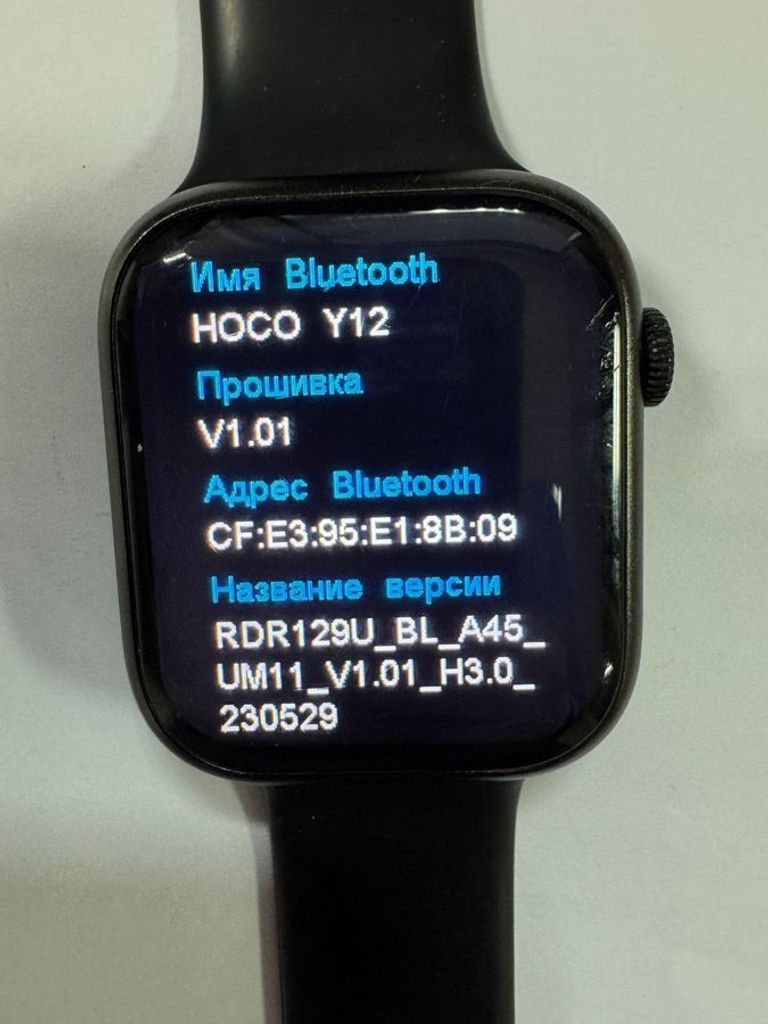 Имя Bluetooth
HOCO Y12
Прошивка
V1.01
Адрес Bluetooth
CF:E3:95:E1:8B:09
Название версии
RDR129U_BL_A45_
UM11_V1.01_H3.0_
230529